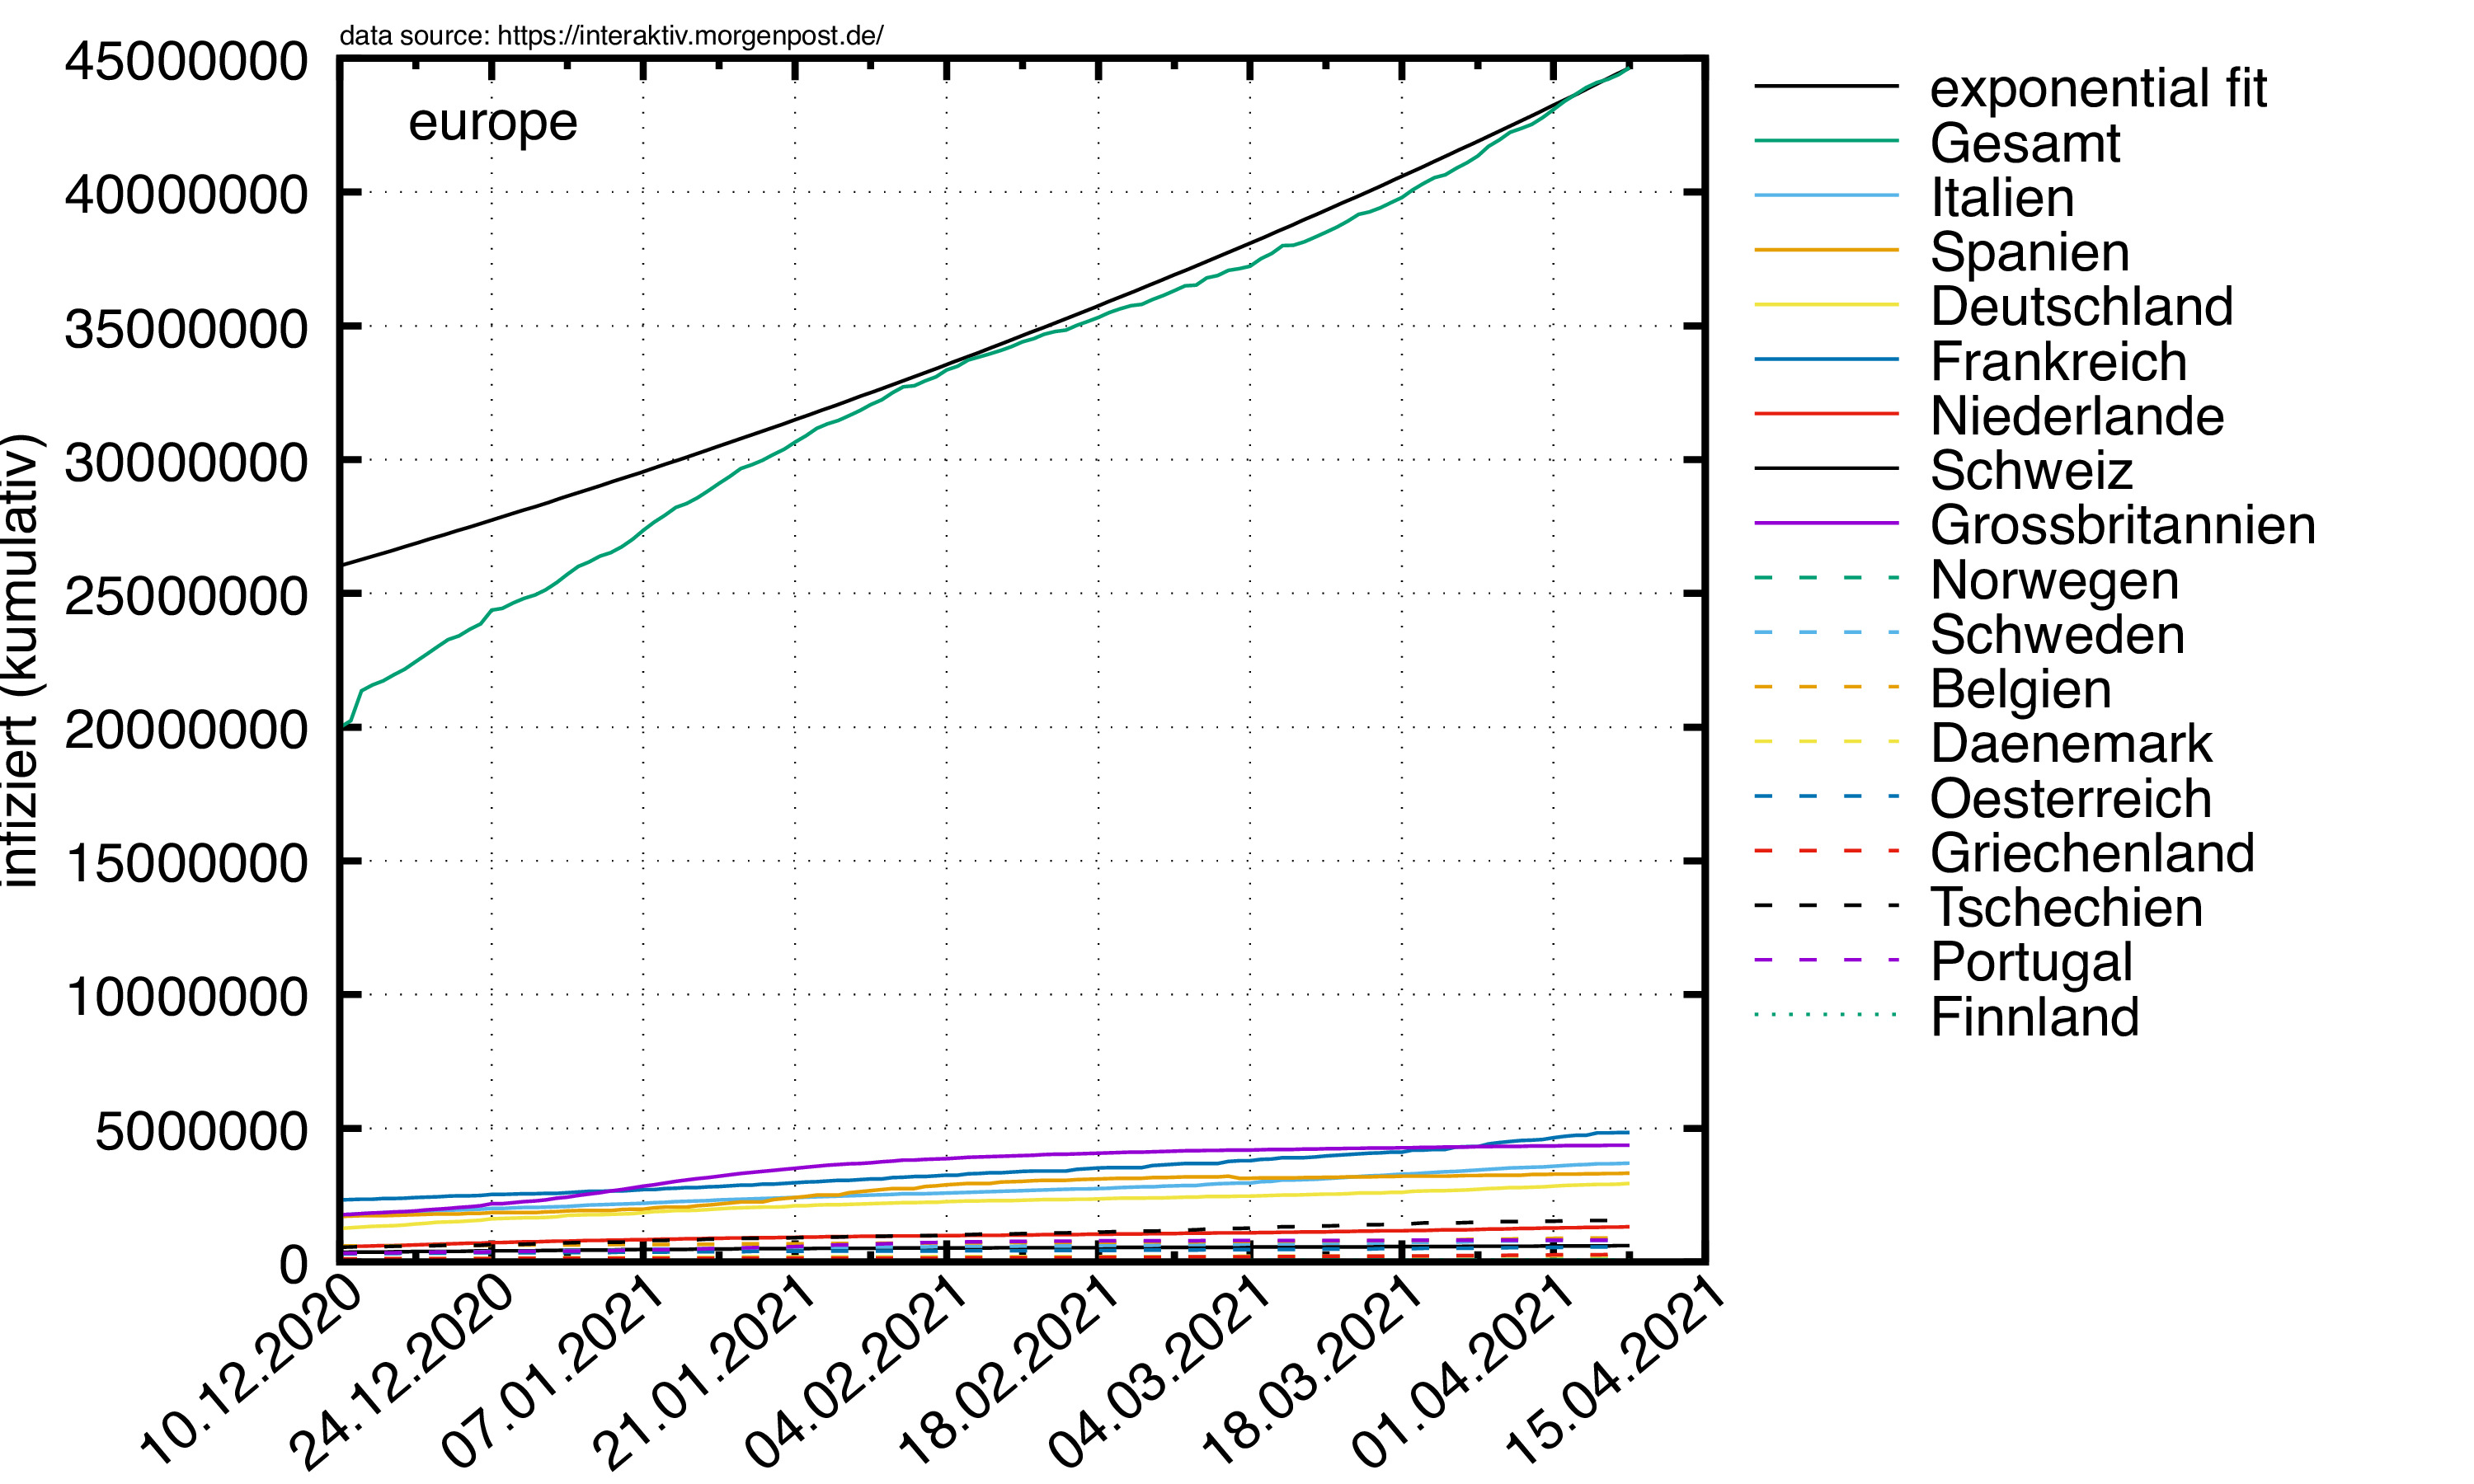 data source: https://interaktiv.morgenpost.de/
europe
infiziert (kumulativ)
45000000
40000000
35000000
30000000
25000000
20000000
15000000
10000000
5000000
0
10.12.2020
24.12.2020
07.01.2021
21.01.2021
04.02.2021
18.02.2021
04.03.2021
18.03.2021
01.04.2021
15.04.2021
exponential fit
Gesamt
Italien
Spanien
Deutschland
Frankreich
Niederlande
Schweiz
Grossbritannien
Norwegen
Schweden
Belgien
Daenemark
Oesterreich
Griechenland
Tschechien
Portugal
Finnland